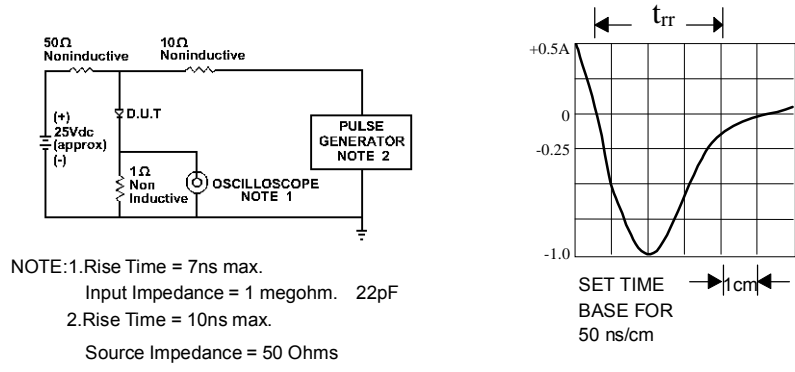 50Ω
Noninductive
10Ω
Noninductive
(+)
25Vdc
(approx)
(-)
D.U.T
1Ω
Non
Inductive
OSCILLOSCOPE
NOTE 1
PULSE
GENERATOR
NOTE 2
NOTE:1.Rise Time = 7ns max.
Input Impedance = 1 megohm. 22pF
2.Rise Time = 10ns max.
Source Impedance = 50 Ohms
trr
+0.5A
0
-0.25
-1.0
SET TIME
BASE FOR
50 ns/cm
1cm